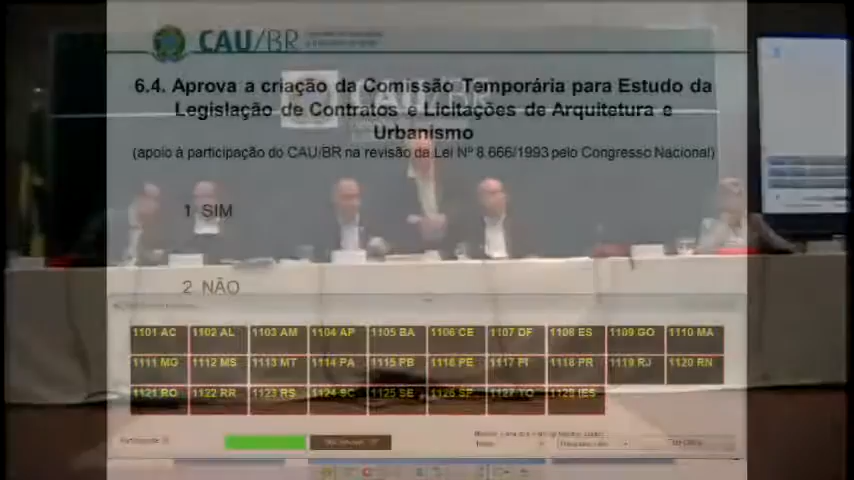 CAU/BR
6.4. Aprova a criação da Comissão Temporária para Estudo da
Legislação de Contratos e Licitações de Arquitetura e
Urbanismo
(apoio à participação do CAU/BR na revisão da Lei Nº 8.666/1993 pelo Congresso Nacional)
1 SIM
2 NÃO
1101 AC 1102 AL 1103 AM 1104 AP 1105 BA 1106 CE 1107 DF 1108 ES 1109 GO 1110 MA
1111 MG 1112 MS 1113 MT 1114 PA 1115 PB 1116 PE 1117 PI 1118 PR 1119 RJ 1120 RN
1121 RO 1122 RR 1123 RS 1124 SC 1125 SE 1126 SP 1127 TO 1128 IES